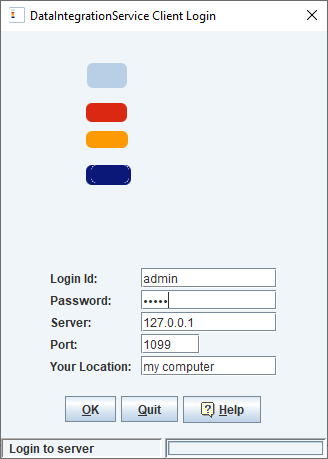 DataIntegrationService Client Login
Login Id: admin
Password: •••••
Server: 127.0.0.1
Port: 1099
Your Location: my computer
OK Quit Help
Login to server